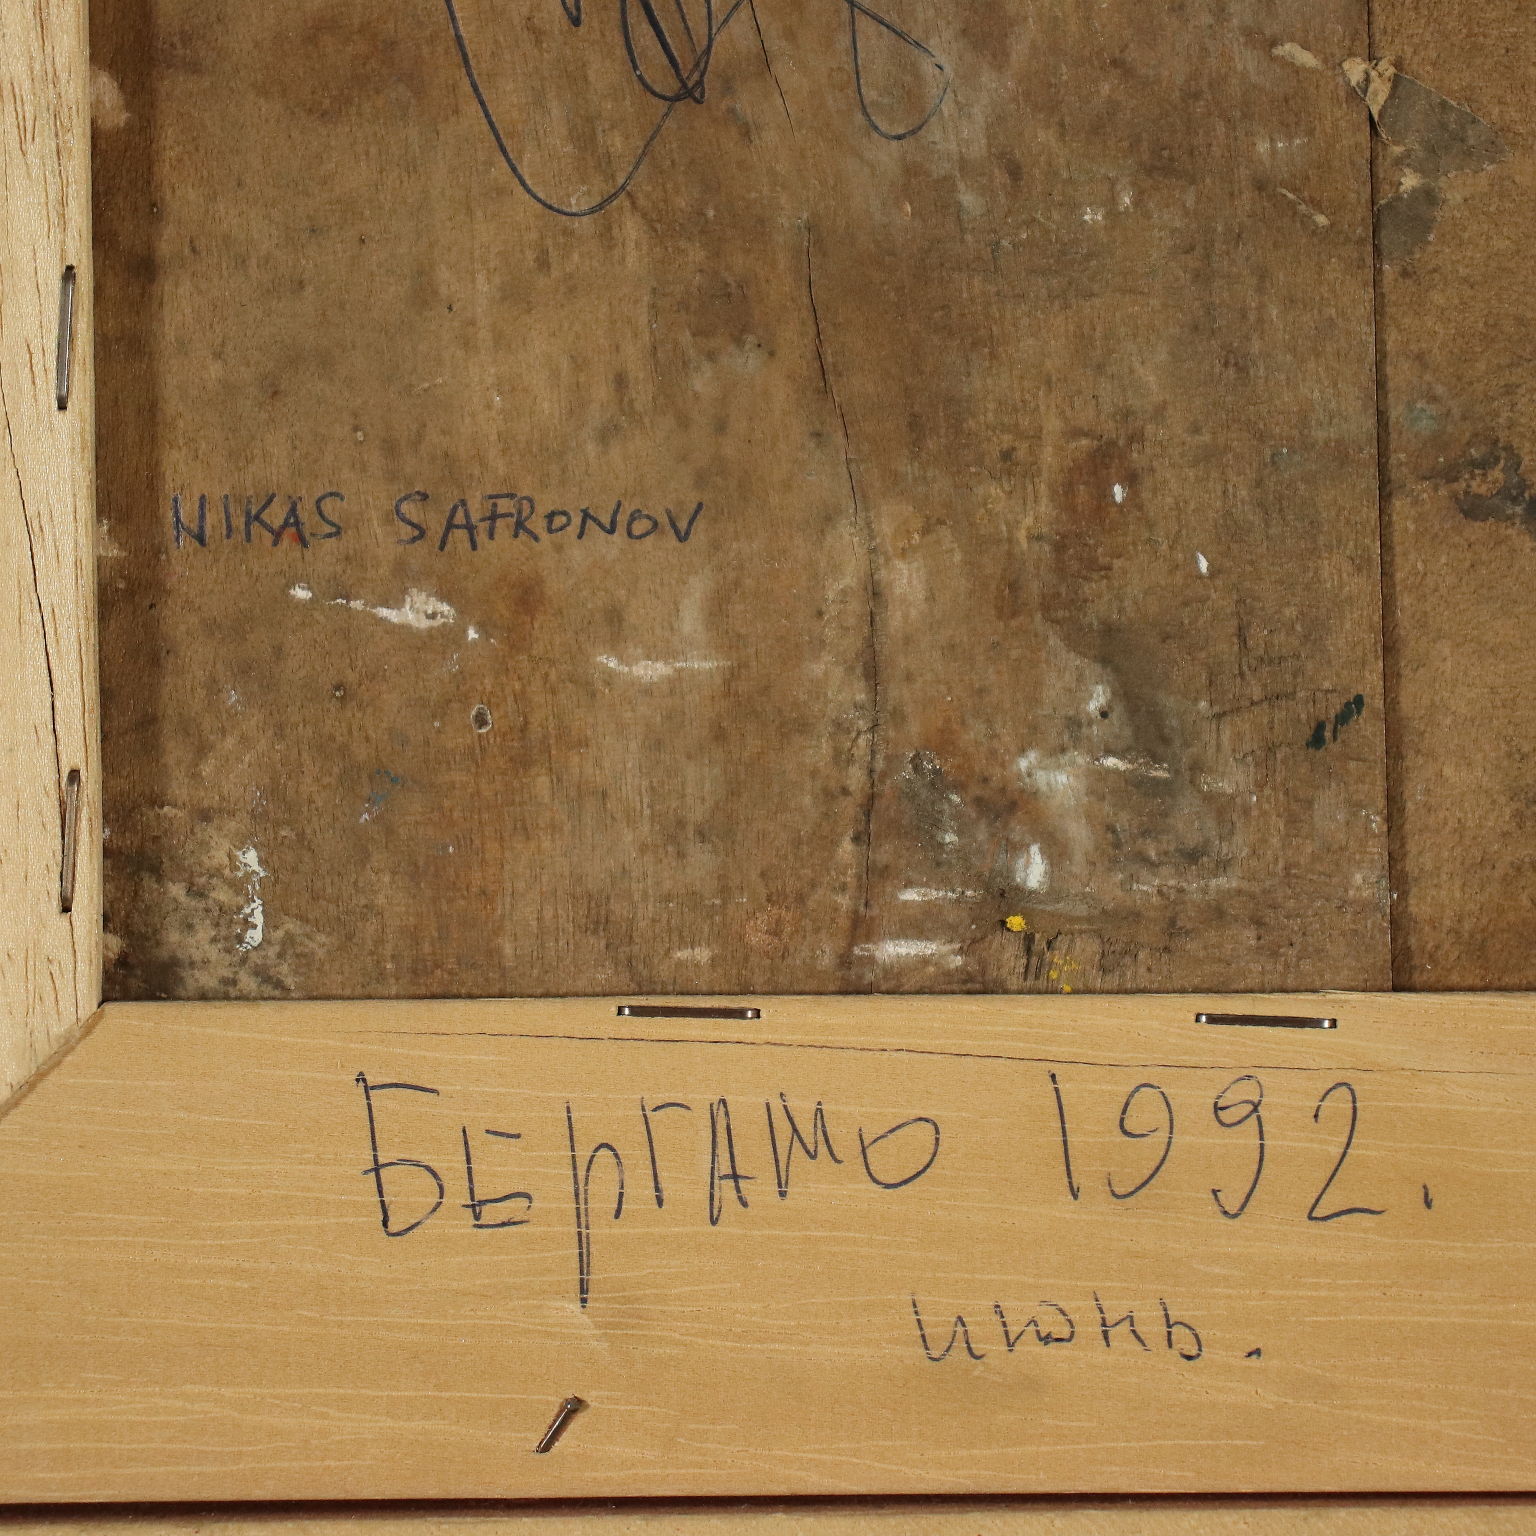 NIKAS SAFRONOV
БЕРГАМО 1992.
июнь.